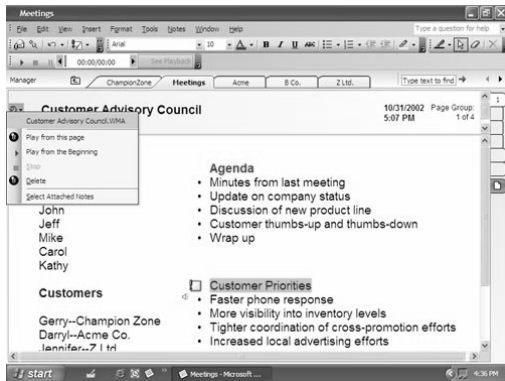 Meetings
File Edit View Insert Format Tools Notes Window Help Type a question for help
Arial 10 A B I U ABC
00:00/00:00 See Playback
Manager ChampionZone Meetings Acme B Co. Z Ltd. Type text to find
Customer Advisory Council 10/31/2002 Page Group:
5:07 PM 1 of 4
1
Customer Advisory Council.WMA
Play from this page
Play from the Beginning
Stop
Delete
Select Attached Notes
John
Jeff
Mike
Carol
Kathy
Customers
Gerry--Champion Zone
Darryl--Acme Co.
Jennifer--Z Ltd
Agenda
• Minutes from last meeting
• Update on company status
• Discussion of new product line
• Customer thumbs-up and thumbs-down
• Wrap up
Customer Priorities
• Faster phone response
• More visibility into inventory levels
• Tighter coordination of cross-promotion efforts
• Increased local advertising efforts
start Meetings - Microsoft ... 4:36 PM